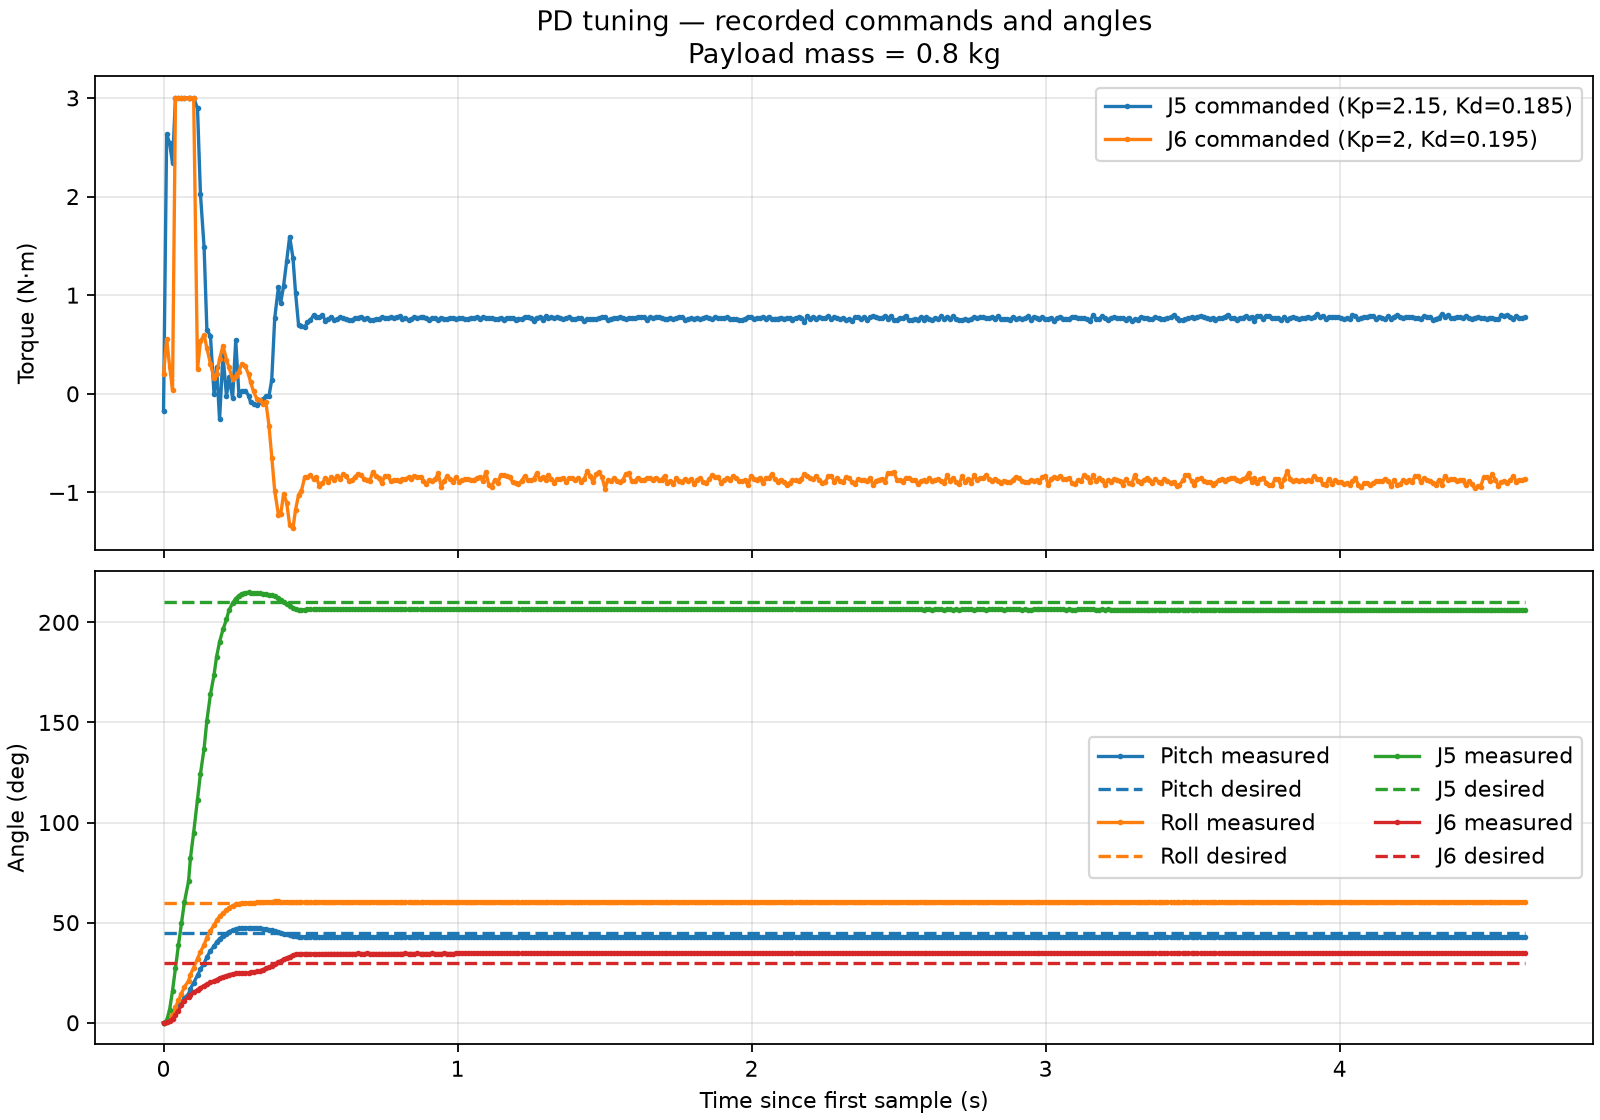 PD tuning — recorded commands and angles
Payload mass = 0.8 kg
Torque (N·m)
3
2
1
0
−1
J5 commanded (Kp=2.15, Kd=0.185)
J6 commanded (Kp=2, Kd=0.195)
Angle (deg)
200
150
100
50
0
Pitch measured
Pitch desired
Roll measured
Roll desired
J5 measured
J5 desired
J6 measured
J6 desired
0 1 2 3 4
Time since first sample (s)